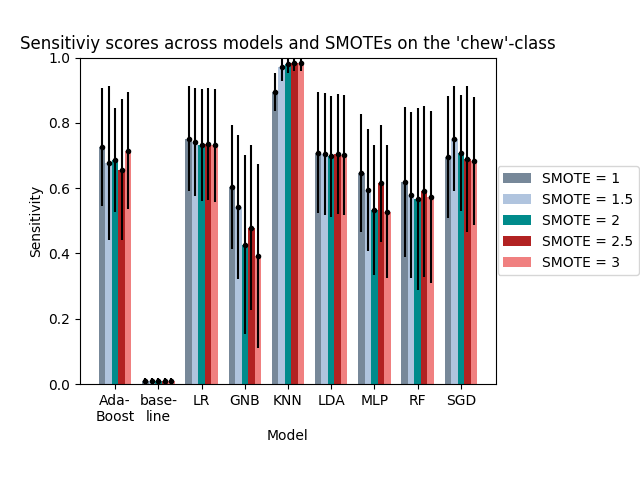 Sensitiviy scores across models and SMOTEs on the 'chew'-class
1.0
0.8
0.6
0.4
0.2
0.0
Sensitivity
Ada-
Boost
base-
line
LR
GNB
KNN
LDA
MLP
RF
SGD
Model
SMOTE = 1
SMOTE = 1.5
SMOTE = 2
SMOTE = 2.5
SMOTE = 3